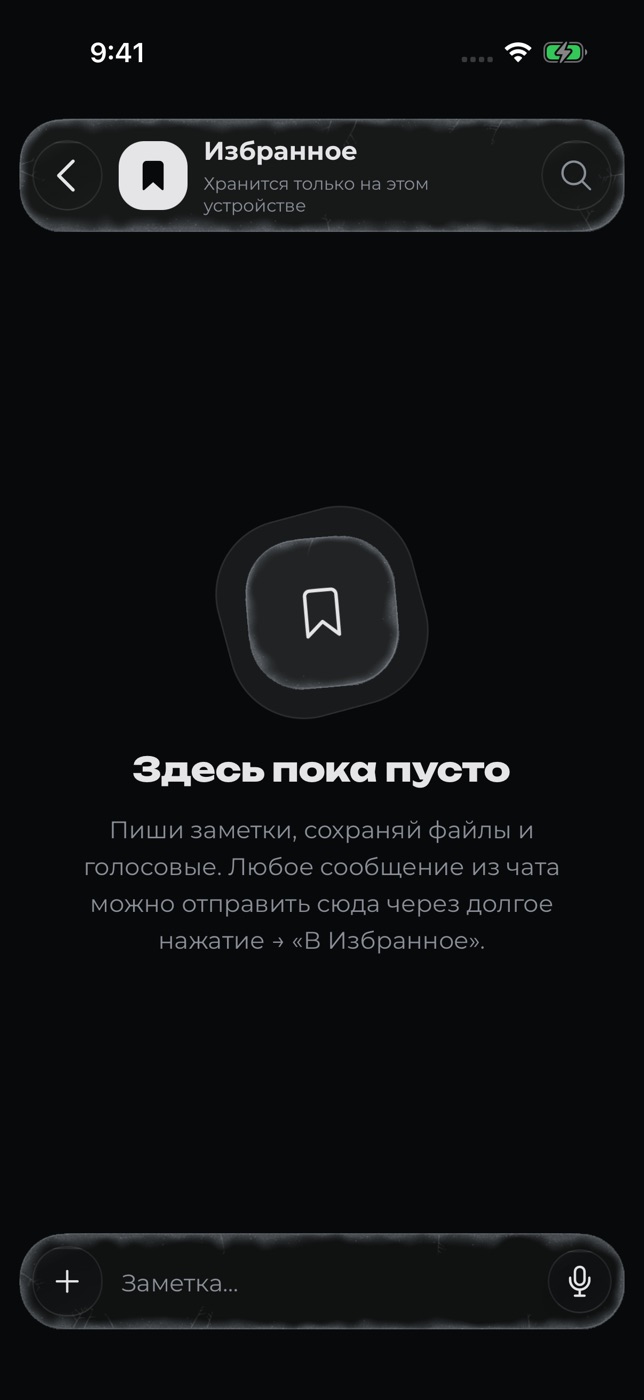 9:41
Избранное
Хранится только на этом
устройстве
Здесь пока пусто
Пиши заметки, сохраняй файлы и
голосовые. Любое сообщение из чата
можно отправить сюда через долгое
нажатие → «В Избранное».
Заметка...